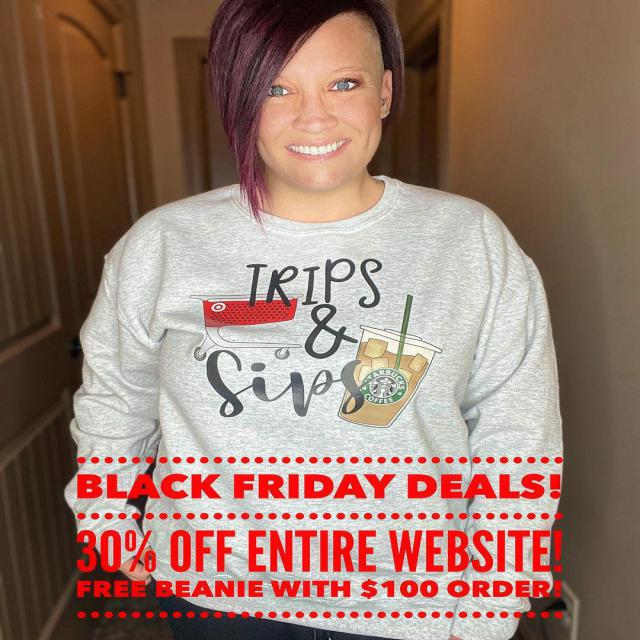 TRIPS
&
Sips
STARBUCKS
COFFEE
BLACK FRIDAY DEALS!
30% OFF ENTIRE WEBSITE!
FREE BEANIE WITH $100 ORDER!